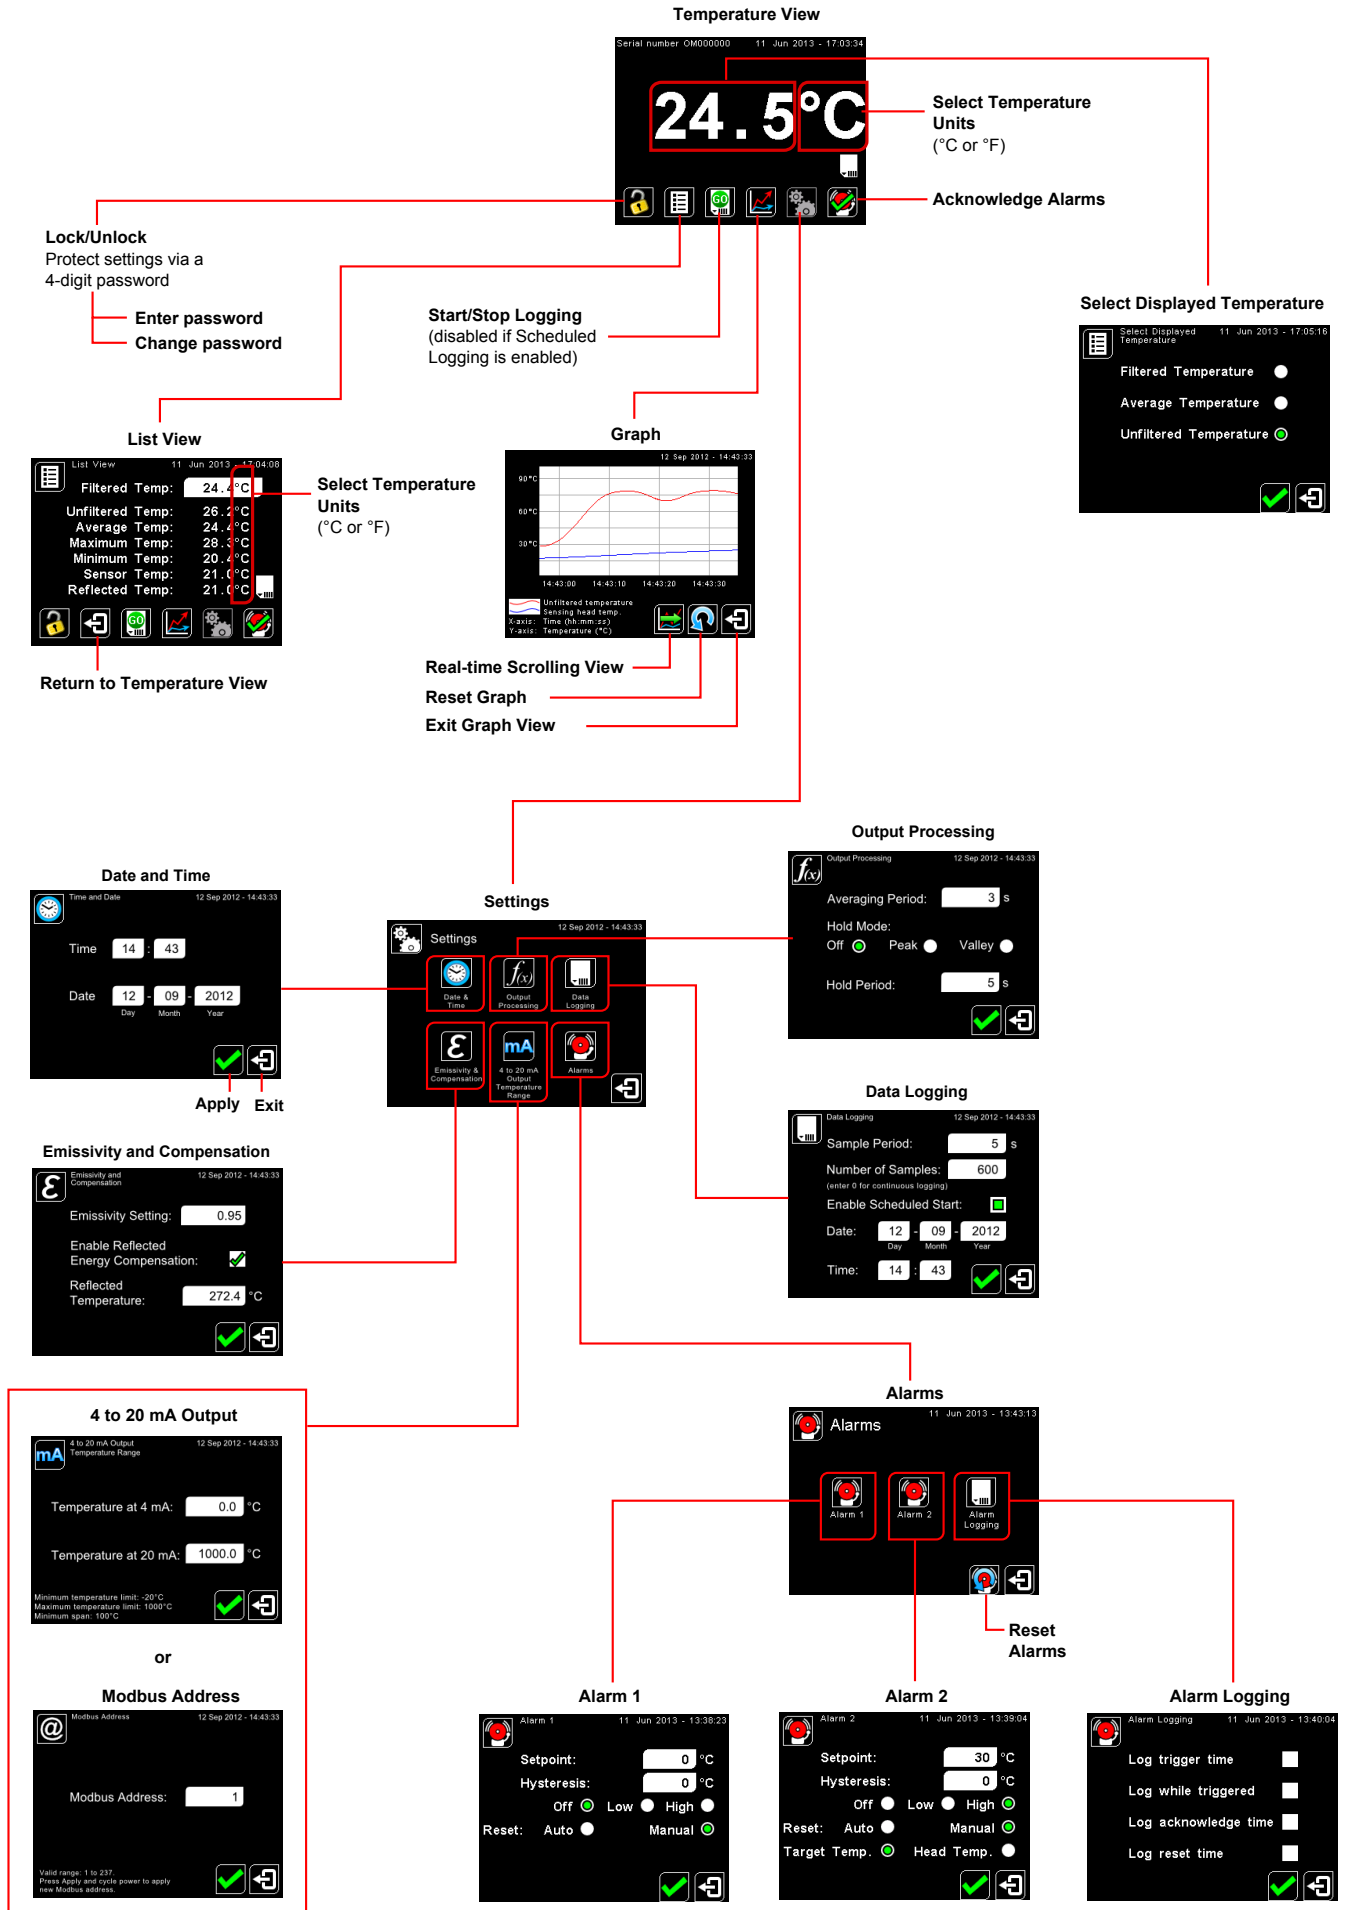 Temperature View
Serial number OM000000 11 Jun 2013 - 17:03:34
24.5°C
Select Temperature
Units
(°C or °F)
GO
Acknowledge Alarms
Lock/Unlock
Protect settings via a
4-digit password
Enter password
Change password
Start/Stop Logging
(disabled if Scheduled
Logging is enabled)
Select Displayed Temperature
Select Displayed 11 Jun 2013 - 17:05:16
Temperature
Filtered Temperature
Average Temperature
Unfiltered Temperature
List View
List View 11 Jun 2013 - 17:04:08
Filtered Temp: 24.4°C
Unfiltered Temp: 26.2°C
Average Temp: 24.4°C
Maximum Temp: 28.3°C
Minimum Temp: 20.4°C
Sensor Temp: 21.0°C
Reflected Temp: 21.0°C
GO
Select Temperature
Units
(°C or °F)
Return to Temperature View
Graph
12 Sep 2012 - 14:43:33
90°C
60°C
30°C
14:43:00 14:43:10 14:43:20 14:43:30
Unfiltered temperature
Sensing head temp.
X-axis: Time (hh:mm:ss)
Y-axis: Temperature (°C)
Real-time Scrolling View
Reset Graph
Exit Graph View
Date and Time
Time and Date 12 Sep 2012 - 14:43:33
Time 14 : 43
Date 12 - 09 - 2012
Day Month Year
Apply Exit
Settings
12 Sep 2012 - 14:43:33
Settings
f(x)
Date &
Time
Output
Processing
Data
Logging
Ɛ
mA
Emissivity &
Compensation
4 to 20 mA
Output
Temperature
Range
Alarms
Output Processing
f(x)
Output Processing 12 Sep 2012 - 14:43:33
Averaging Period: 3 s
Hold Mode:
Off Peak Valley
Hold Period: 5 s
Data Logging
Data Logging 12 Sep 2012 - 14:43:33
Sample Period: 5 s
Number of Samples: 600
(enter 0 for continuous logging)
Enable Scheduled Start:
Date: 12 - 09 - 2012
Day Month Year
Time: 14 : 43
Emissivity and Compensation
Ɛ
Emissivity and 12 Sep 2012 - 14:43:33
Compensation
Emissivity Setting: 0.95
Enable Reflected
Energy Compensation:
Reflected
Temperature: 272.4 °C
4 to 20 mA Output
mA
4 to 20 mA Output 12 Sep 2012 - 14:43:33
Temperature Range
Temperature at 4 mA: 0.0 °C
Temperature at 20 mA: 1000.0 °C
Minimum temperature limit: -20°C
Maximum temperature limit: 1000°C
Minimum span: 100°C
or
Modbus Address
@
Modbus Address 12 Sep 2012 - 14:43:33
Modbus Address: 1
Valid range: 1 to 237.
Press Apply and cycle power to apply
new Modbus address.
Alarms
11 Jun 2013 - 13:43:13
Alarms
Alarm 1
Alarm 2
Alarm
Logging
Reset
Alarms
Alarm 1
Alarm 1 11 Jun 2013 - 13:38:23
Setpoint: 0 °C
Hysteresis: 0 °C
Off Low High
Reset: Auto Manual
Alarm 2
Alarm 2 11 Jun 2013 - 13:39:04
Setpoint: 30 °C
Hysteresis: 0 °C
Off Low High
Reset: Auto Manual
Target Temp. Head Temp.
Alarm Logging
Alarm Logging 11 Jun 2013 - 13:40:04
Log trigger time
Log while triggered
Log acknowledge time
Log reset time